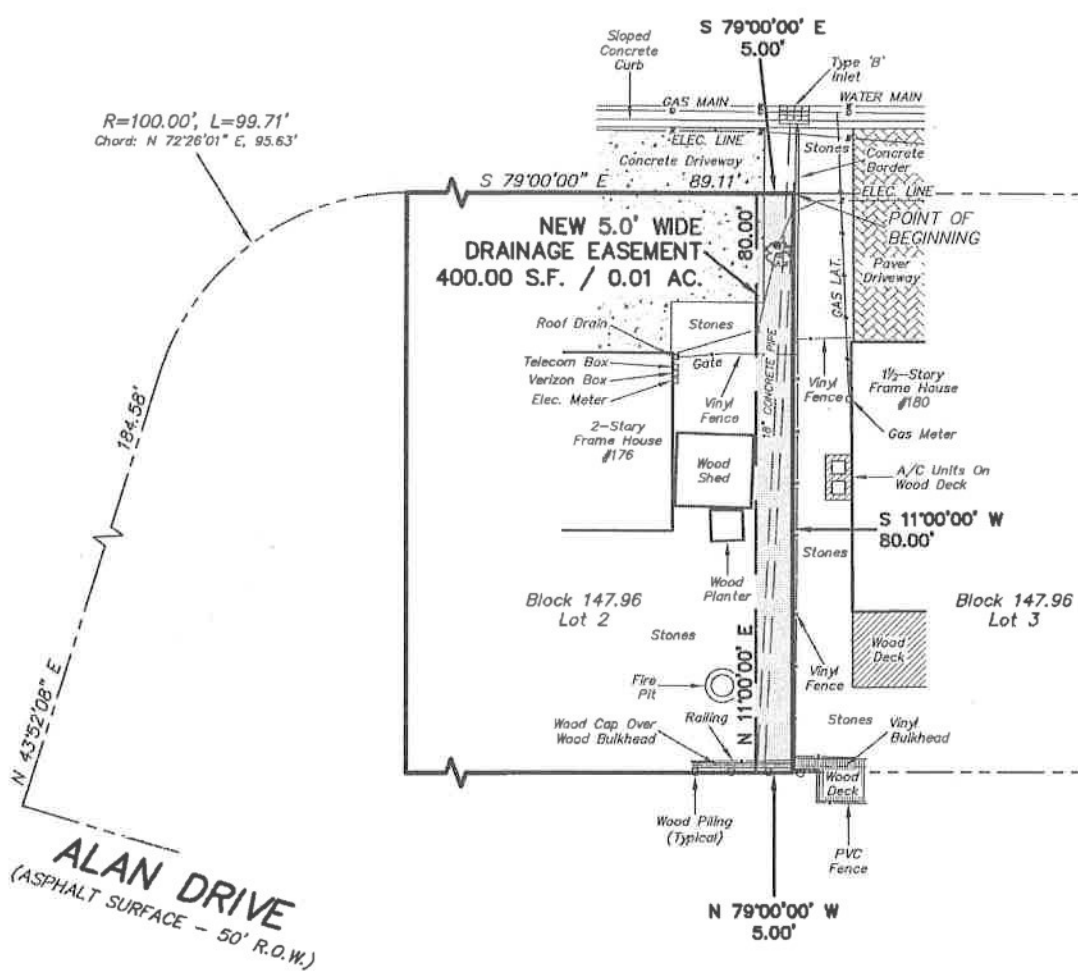 S 79°00'00" E
5.00'
Sloped
Concrete
Curb
Type 'B'
Inlet
GAS MAIN
WATER MAIN
R=100.00', L=99.71'
Chord: N 72°26'01" E, 95.63'
ELEC. LINE
Stones
Concrete Driveway
Concrete
Border
S 79°00'00" E
89.11'
ELEC. LINE
POINT OF
BEGINNING
NEW 5.0' WIDE
DRAINAGE EASEMENT
400.00 S.F. / 0.01 AC.
80.00'
GAS LAT.
Paver
Driveway
Roof Drain
Stones
Telecom Box
Gate
Verizon Box
Elec. Meter
Vinyl
Fence
18" CONCRETE PIPE
Vinyl
Fence
1½-Story
Frame House
#180
Gas Meter
184.58'
2-Story
Frame House
#176
Wood
Shed
A/C Units On
Wood Deck
S 11°00'00" W
80.00'
Stones
Wood
Planter
Block 147.96
Lot 2
Block 147.96
Lot 3
Stones
N 11°00'00" E
Wood
Deck
Vinyl
Fence
Fire
Pit
N 43°52'08" E
Railing
Wood Cap Over
Wood Bulkhead
Stones
Vinyl
Bulkhead
Wood
Deck
Wood Piling
(Typical)
PVC
Fence
ALAN DRIVE
(ASPHALT SURFACE - 50' R.O.W.)
N 79°00'00" W
5.00'